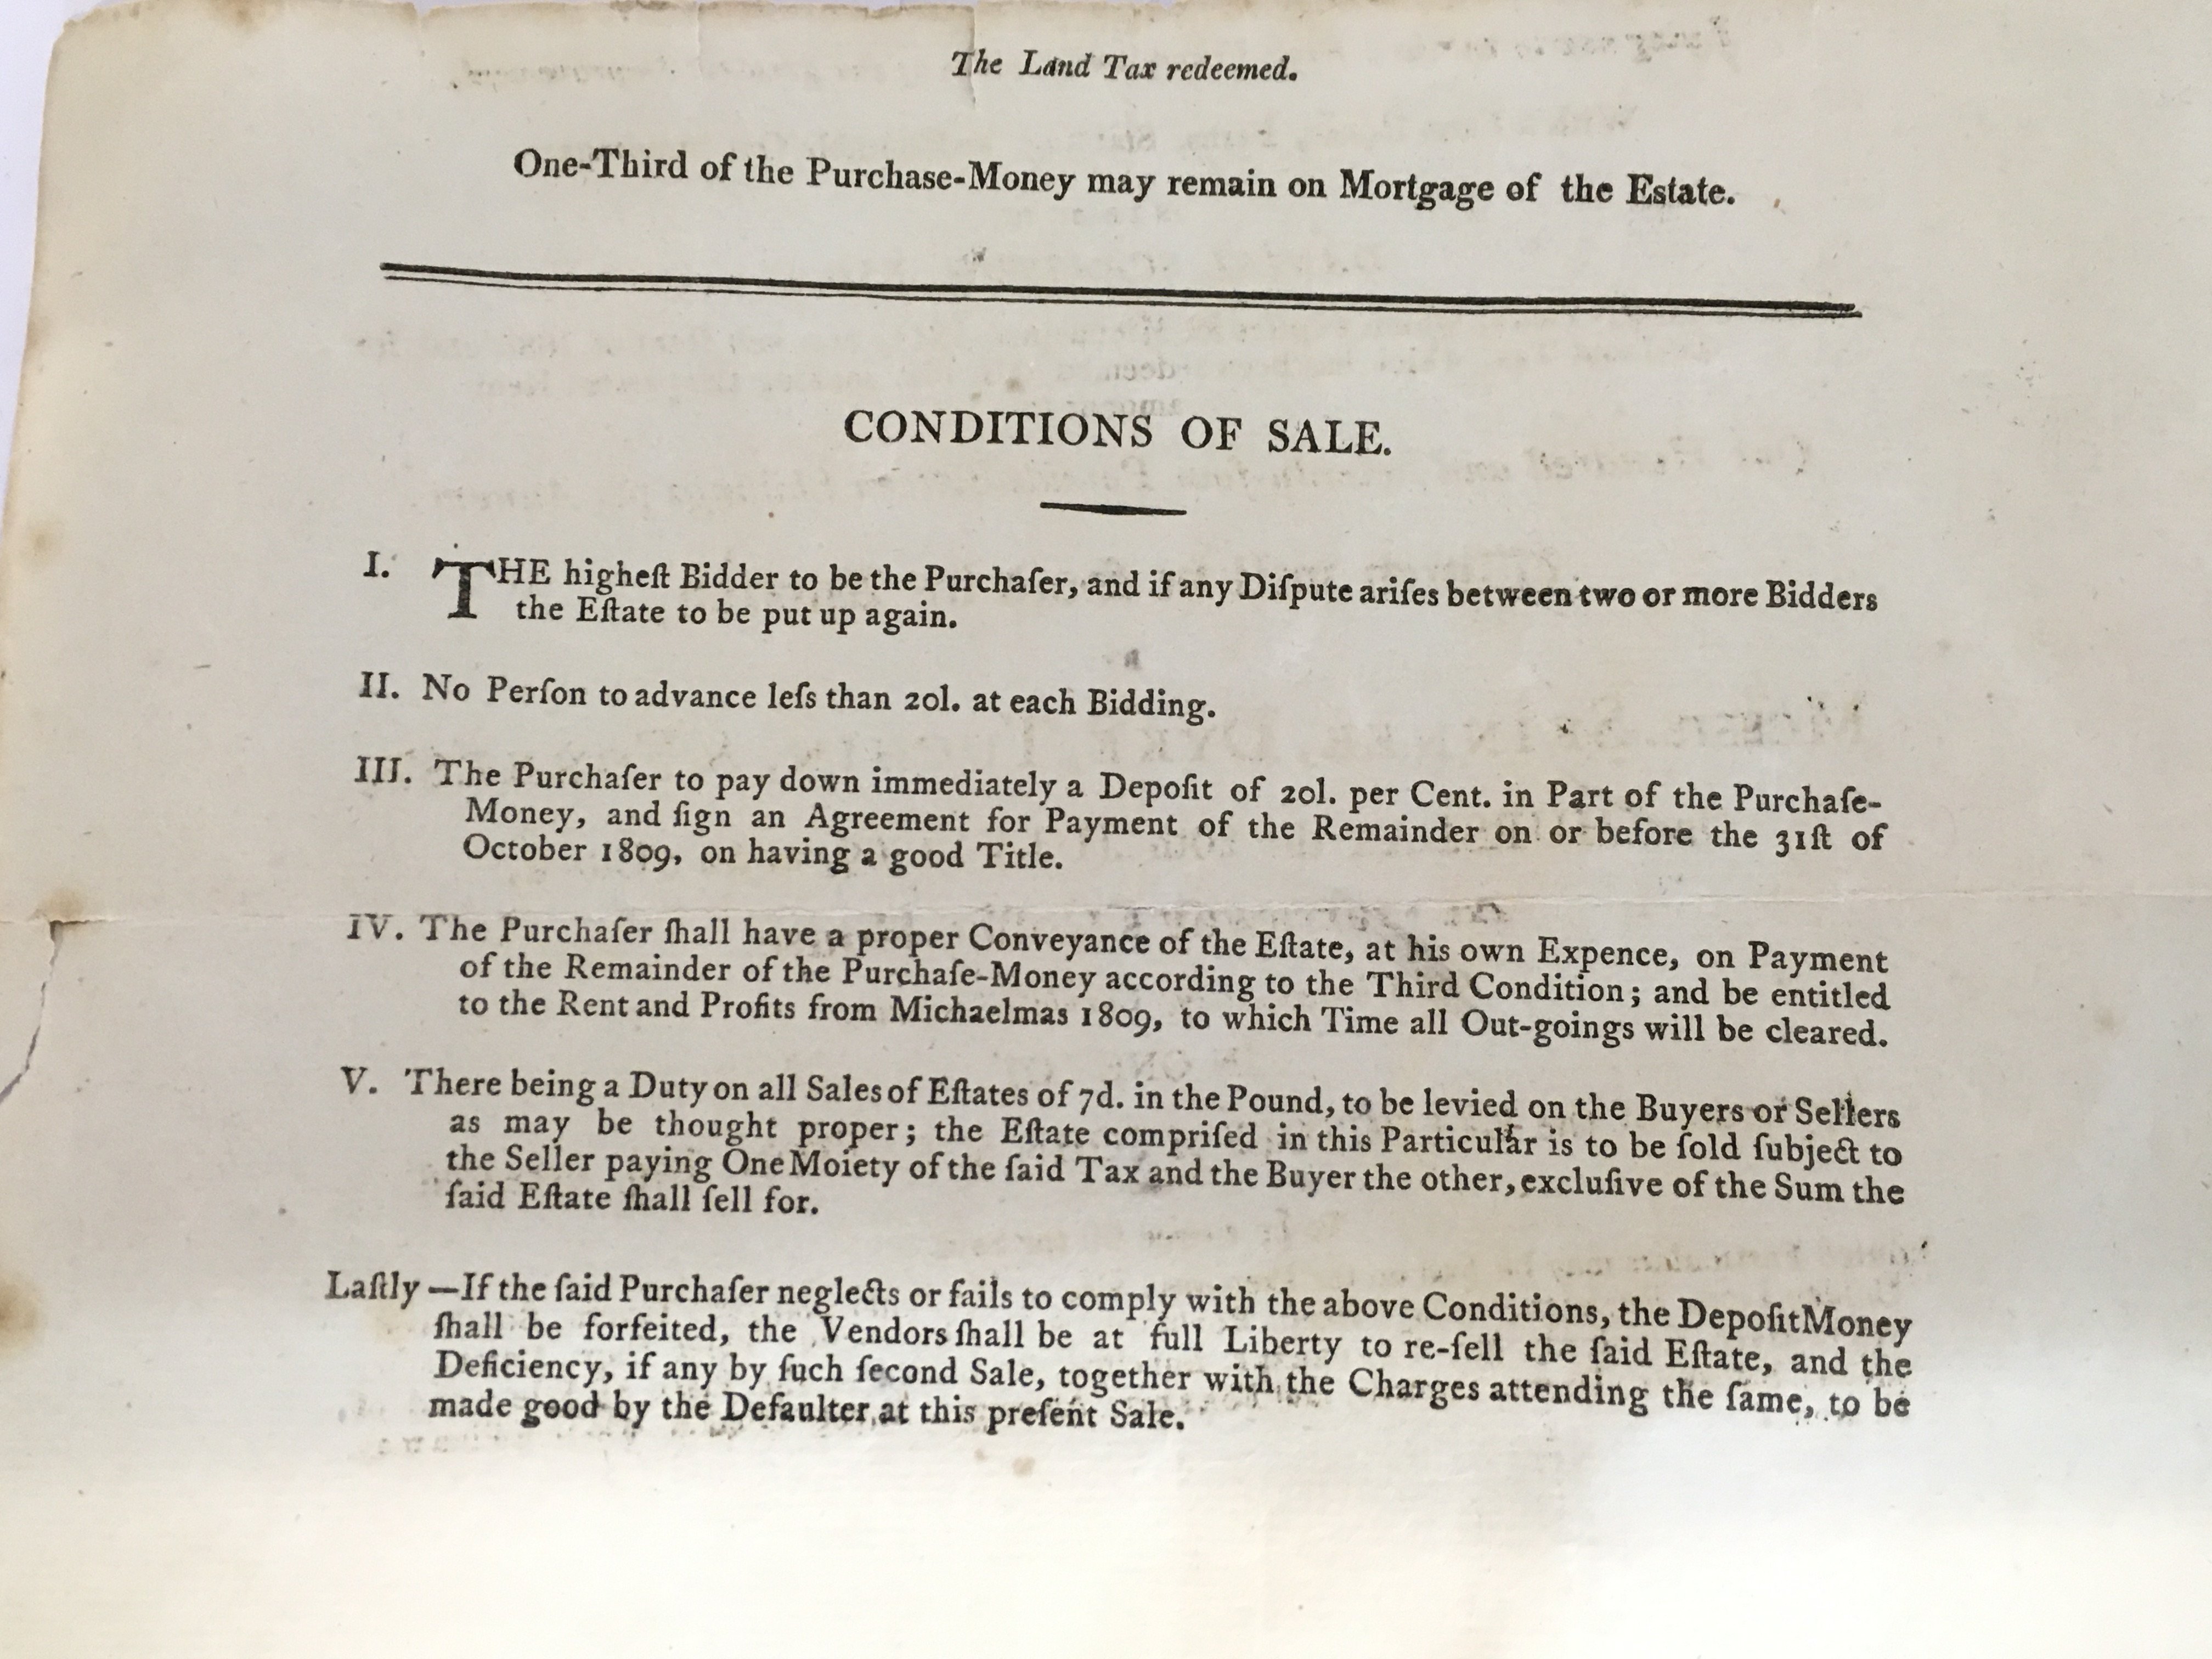 The Land Tax redeemed.
One-Third of the Purchase-Money may remain on Mortgage of the Estate.
CONDITIONS OF SALE.
I. THE higheſt Bidder to be the Purchaſer, and if any Diſpute ariſes between two or more Bidders
the Eſtate to be put up again.
II. No Perſon to advance leſs than 20l. at each Bidding.
III. The Purchaſer to pay down immediately a Depoſit of 20l. per Cent. in Part of the Purchaſe-
Money, and ſign an Agreement for Payment of the Remainder on or before the 31ſt of
October 1809, on having a good Title.
IV. The Purchaſer ſhall have a proper Conveyance of the Eſtate, at his own Expence, on Payment
of the Remainder of the Purchaſe-Money according to the Third Condition; and be entitled
to the Rent and Profits from Michaelmas 1809, to which Time all Out-goings will be cleared.
V. There being a Duty on all Sales of Eſtates of 7d. in the Pound, to be levied on the Buyers or Sellers
as may be thought proper; the Eſtate compriſed in this Particular is to be ſold ſubject to
the Seller paying One Moiety of the ſaid Tax and the Buyer the other, excluſive of the Sum the
ſaid Eſtate ſhall ſell for.
Laſtly —If the ſaid Purchaſer neglects or fails to comply with the above Conditions, the Depoſit Money
ſhall be forfeited, the Vendors ſhall be at full Liberty to re-ſell the ſaid Eſtate, and the
Deficiency, if any by ſuch ſecond Sale, together with the Charges attending the ſame, to be
made good by the Defaulter at this preſent Sale.